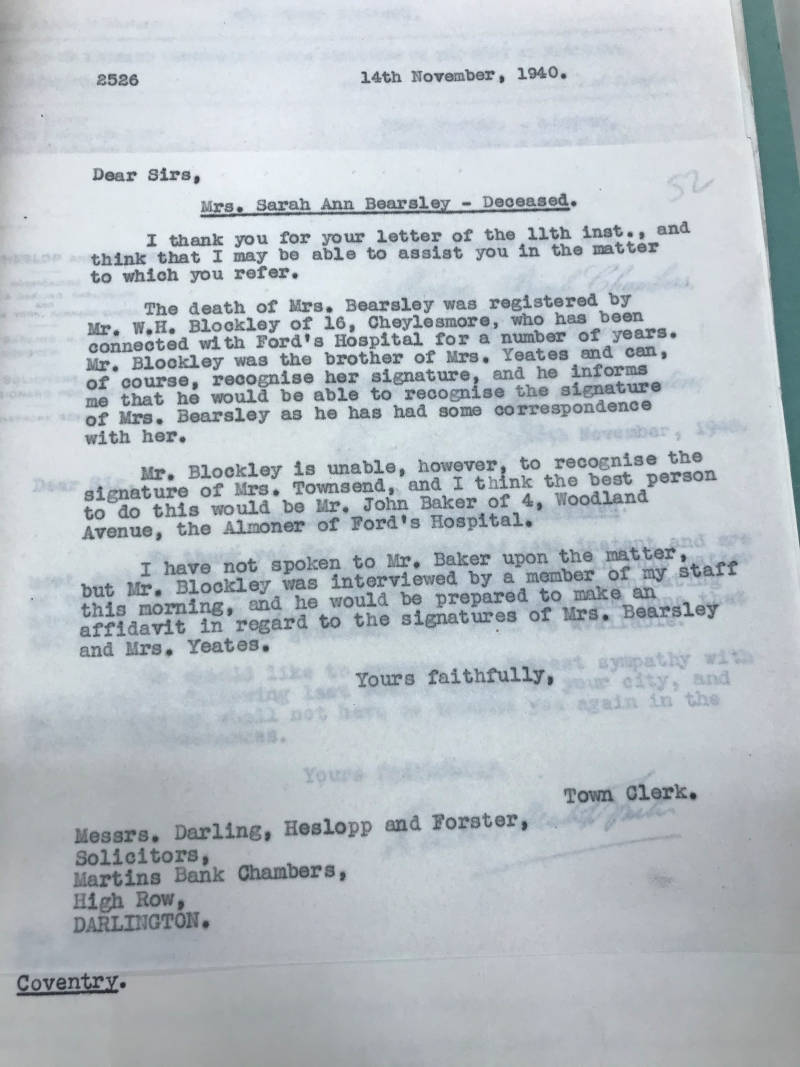 2526 14th November, 1940.
52
Dear Sirs,
Mrs. Sarah Ann Bearsley - Deceased.
I thank you for your letter of the 11th inst., and
think that I may be able to assist you in the matter
to which you refer.
The death of Mrs. Bearsley was registered by
Mr. W.H. Blockley of 16, Cheylesmore, who has been
connected with Ford's Hospital for a number of years.
Mr. Blockley was the brother of Mrs. Yeates and can,
of course, recognise her signature, and he informs
me that he would be able to recognise the signature
of Mrs. Bearsley as he has had some correspondence
with her.
Mr. Blockley is unable, however, to recognise the
signature of Mrs. Townsend, and I think the best person
to do this would be Mr. John Baker of 4, Woodland
Avenue, the Almoner of Ford's Hospital.
I have not spoken to Mr. Baker upon the matter,
but Mr. Blockley was interviewed by a member of my staff
this morning, and he would be prepared to make an
affidavit in regard to the signatures of Mrs. Bearsley
and Mrs. Yeates.
Yours faithfully,
Town Clerk.
Messrs. Darling, Heslopp and Forster,
Solicitors,
Martins Bank Chambers,
High Row,
DARLINGTON.
Coventry.